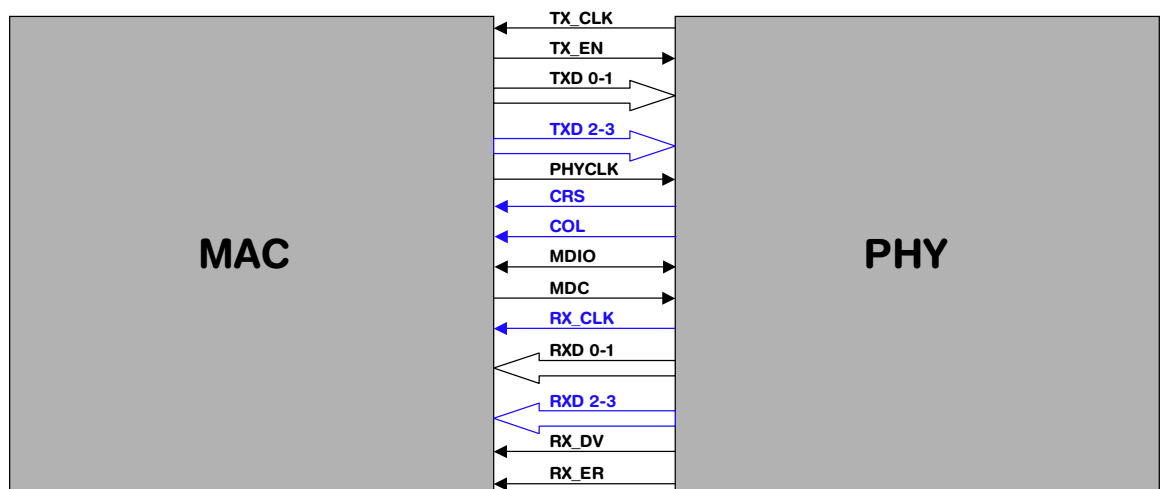 TX_CLK
TX_EN
TXD 0-1
TXD 2-3
PHYCLK
CRS
COL
MAC
PHY
MDIO
MDC
RX_CLK
RXD 0-1
RXD 2-3
RX_DV
RX_ER